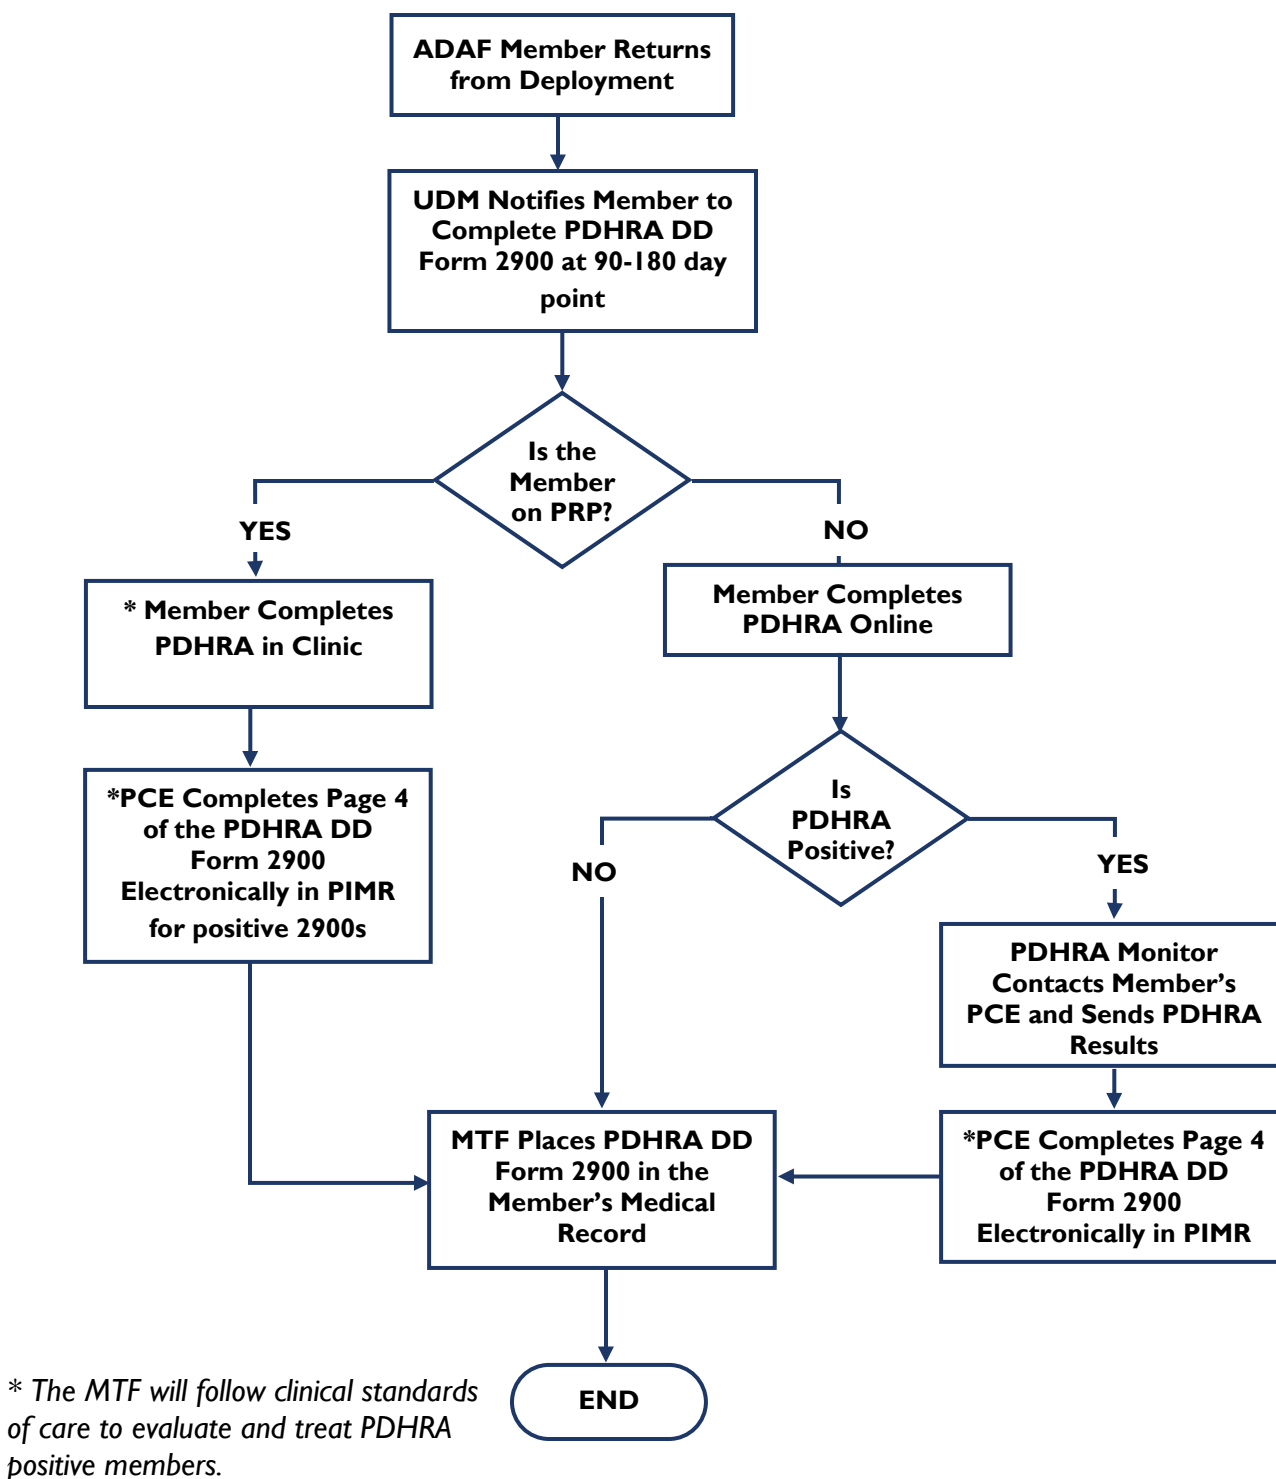 ADAF Member Returns
from Deployment
UDM Notifies Member to
Complete PDHRA DD
Form 2900 at 90-180 day
point
Is the
Member
on PRP?
YES
NO
* Member Completes
PDHRA in Clinic
Member Completes
PDHRA Online
*PCE Completes Page 4
of the PDHRA DD
Form 2900
Electronically in PIMR
for positive 2900s
Is
PDHRA
Positive?
NO
YES
PDHRA Monitor
Contacts Member’s
PCE and Sends PDHRA
Results
MTF Places PDHRA DD
Form 2900 in the
Member’s Medical
Record
*PCE Completes Page 4
of the PDHRA DD
Form 2900
Electronically in PIMR
END
* The MTF will follow clinical standards
of care to evaluate and treat PDHRA
positive members.